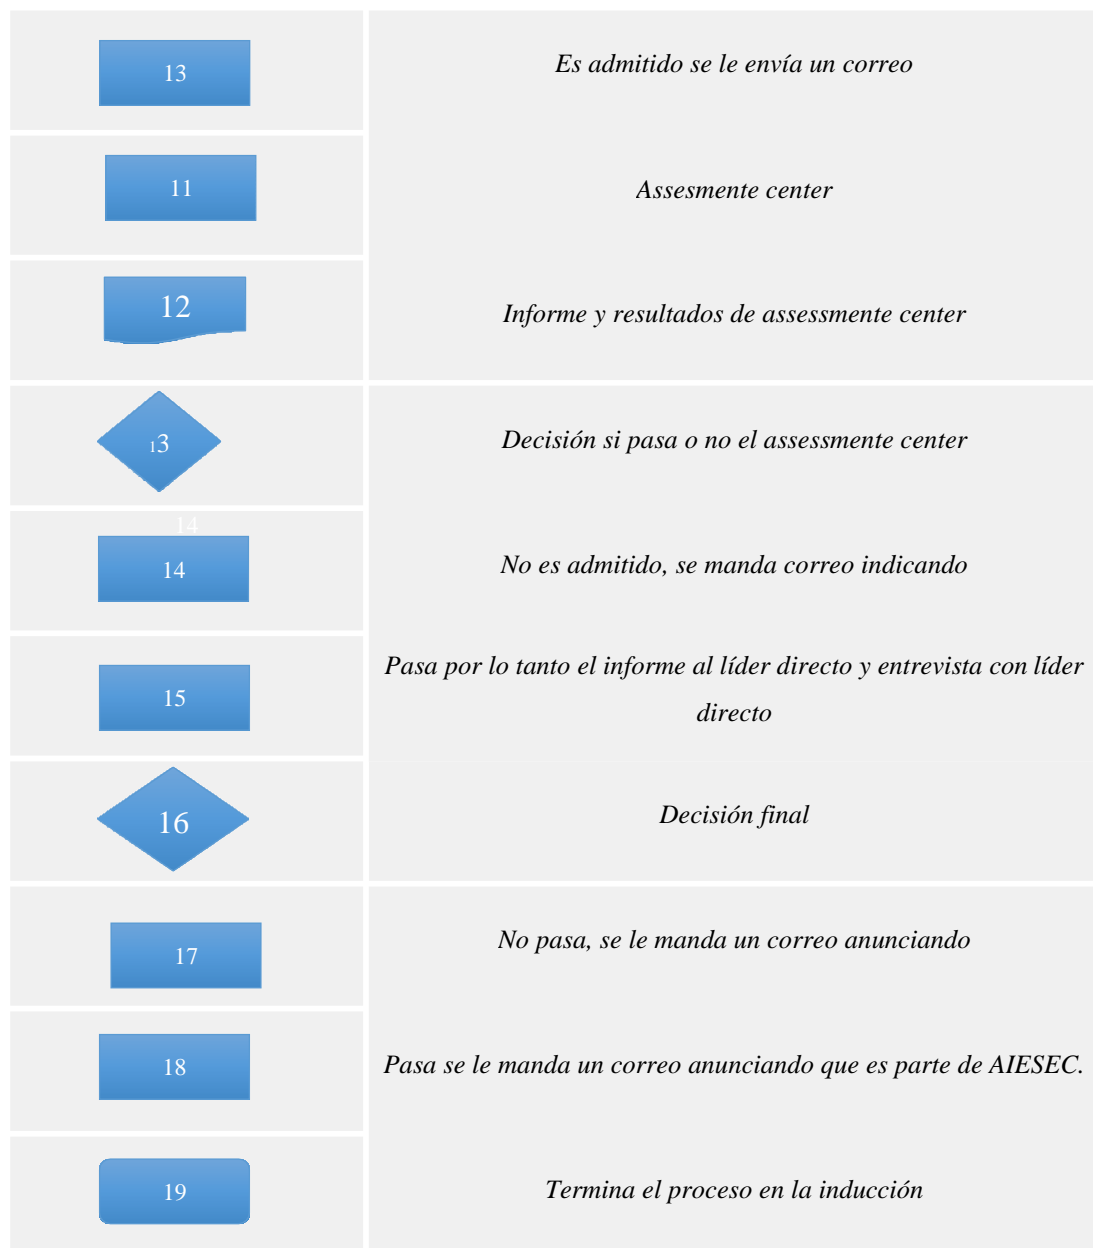 13
Es admitido se le envía un correo
11
Assesmente center
12
Informe y resultados de assessmente center
13
Decisión si pasa o no el assessmente center
14
14
No es admitido, se manda correo indicando
15
Pasa por lo tanto el informe al líder directo y entrevista con líder
directo
16
Decisión final
17
No pasa, se le manda un correo anunciando
18
Pasa se le manda un correo anunciando que es parte de AIESEC.
19
Termina el proceso en la inducción